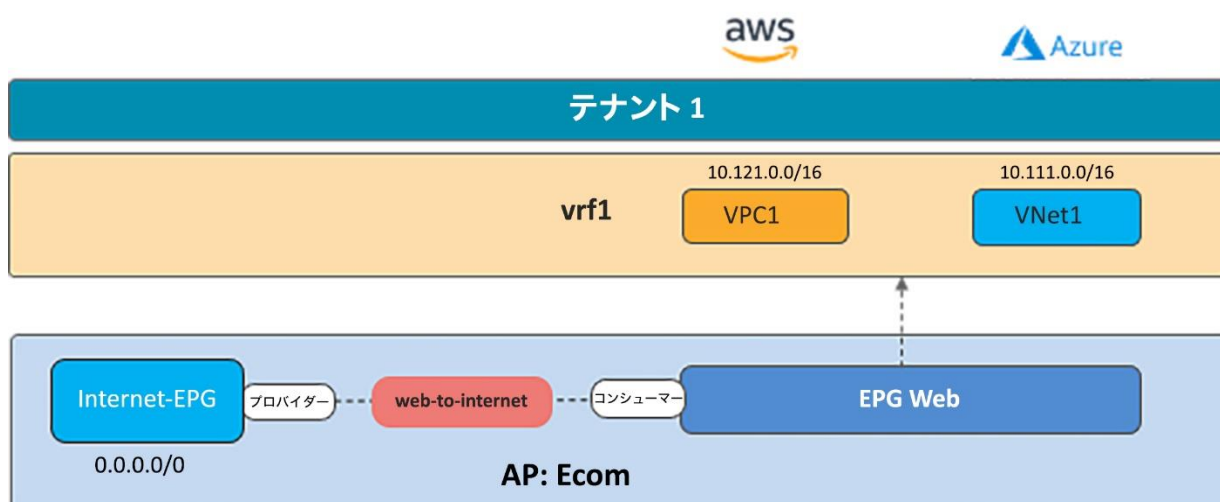 aws
Azure
テナント 1
10.121.0.0/16
10.111.0.0/16
vrf1
VPC1
VNet1
Internet-EPG
プロバイダー
web-to-internet
コンシューマー
EPG Web
0.0.0.0/0
AP: Ecom